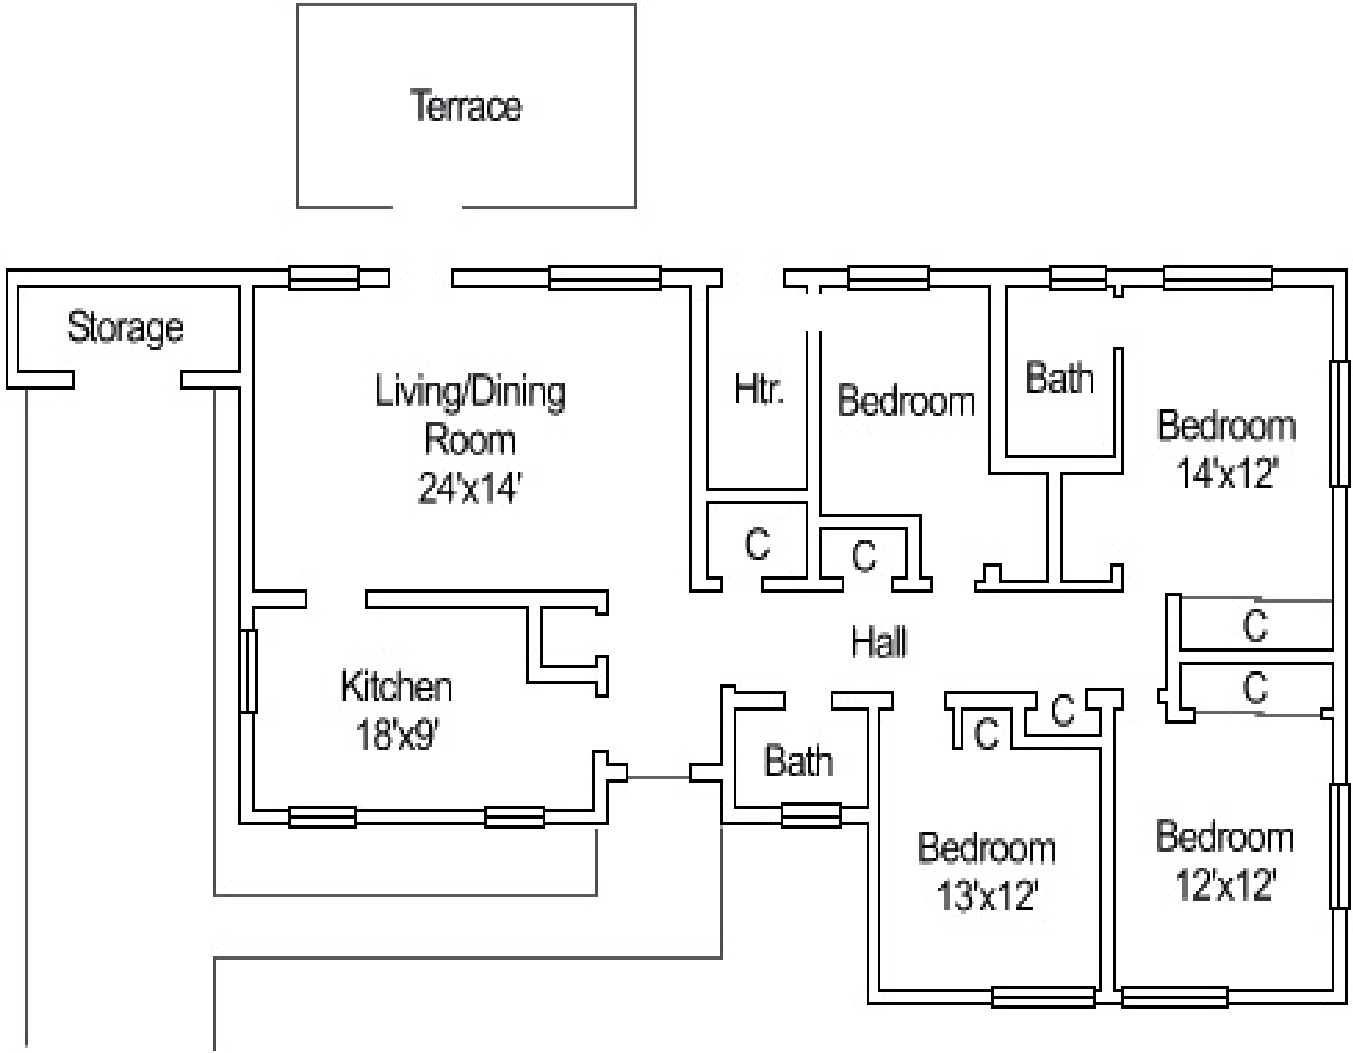 Terrace
Storage
Living/Dining
Room
24'x14'
Htr.
Bedroom
Bath
Bedroom
14'x12'
C
C
Hall
C
Kitchen
18'x9'
C
C
C
Bath
Bedroom
13'x12'
Bedroom
12'x12'